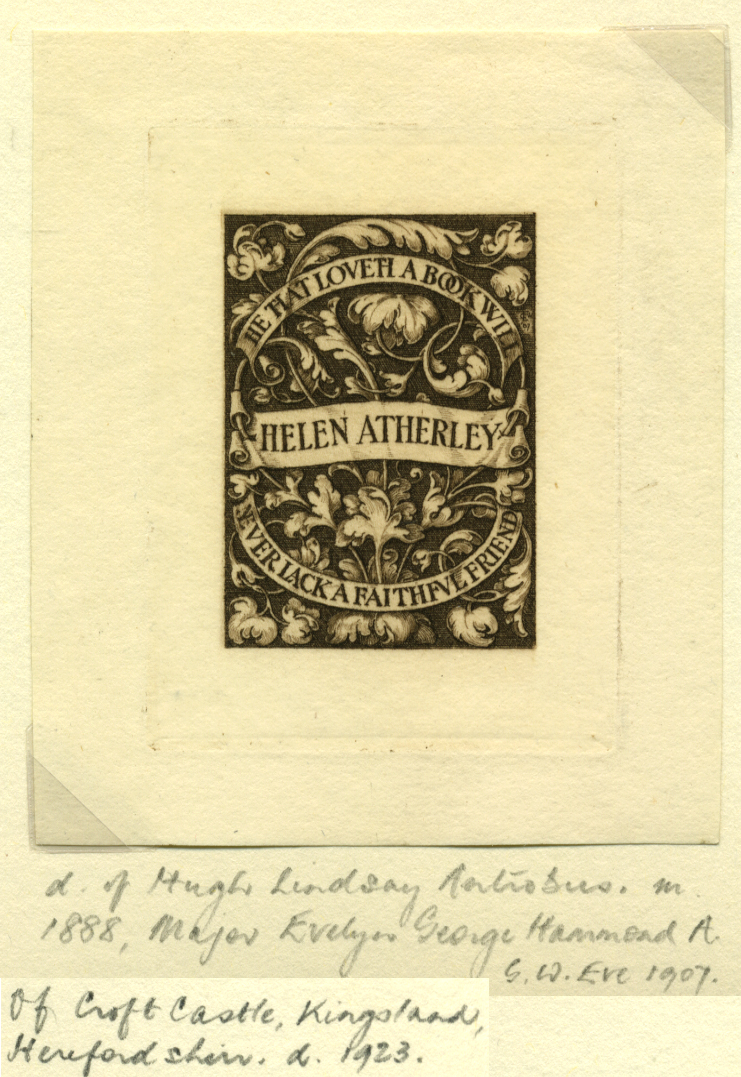 HE THAT LOVETH A BOOK WILL
HELEN ATHERLEY
NEVER LACK A FAITHFVL FRIEND
d. of Hugh Lindsay Antrobus. m.
1888, Major Evelyn George Hammond A.
G. W. Eve 1907.
Of Croft Castle, Kingsland,
Herefordshire. d. 1923.